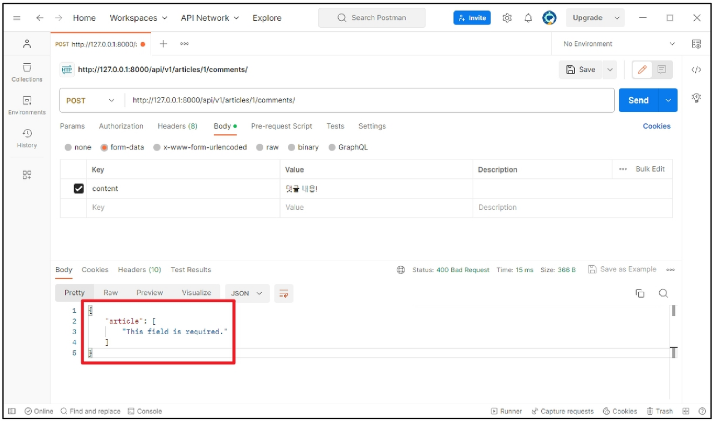 Home Workspaces API Network Explore Search Postman Invite Upgrade
POST http://127.0.0.1:8000/a No Environment
http://127.0.0.1:8000/api/v1/articles/1/comments/ Save
POST http://127.0.0.1:8000/api/v1/articles/1/comments/ Send
Params Authorization Headers (8) Body Pre-request Script Tests Settings Cookies
none form-data x-www-form-urlencoded raw binary GraphQL
Key Value Description Bulk Edit
content 댓글 내용!
Key Value Description
Collections
Environments
History
Body Cookies Headers (10) Test Results Status: 400 Bad Request Time: 15 ms Size: 366 B Save as Example
Pretty Raw Preview Visualize JSON
1 {
2 "article": [
3 "This field is required."
4 ]
5 }
Online Find and replace Console Runner Capture requests Cookies Trash